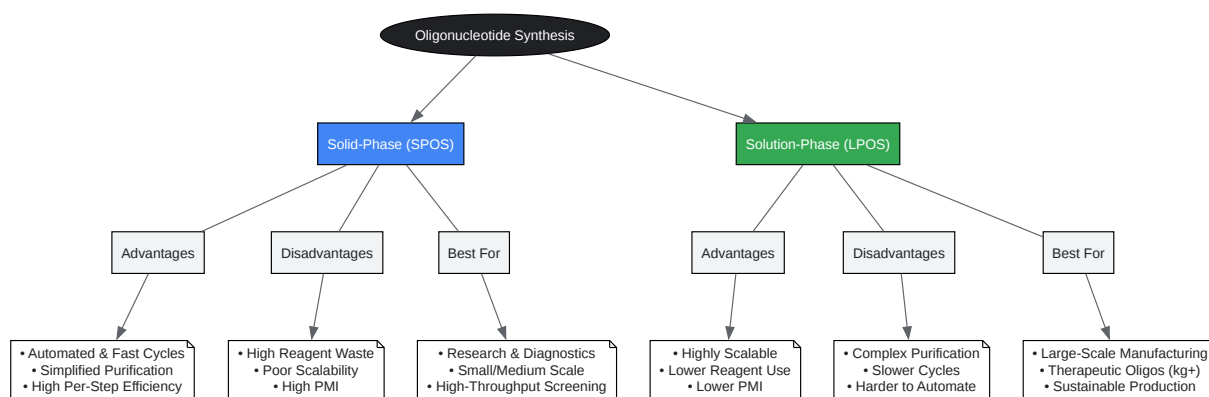 Oligonucleotide Synthesis
Solid-Phase (SPOS)
Solution-Phase (LPOS)
Advantages
Disadvantages
Best For
Advantages
Disadvantages
Best For
• Automated & Fast Cycles
• Simplified Purification
• High Per-Step Efficiency
• High Reagent Waste
• Poor Scalability
• High PMI
• Research & Diagnostics
• Small/Medium Scale
• High-Throughput Screening
• Highly Scalable
• Lower Reagent Use
• Lower PMI
• Complex Purification
• Slower Cycles
• Harder to Automate
• Large-Scale Manufacturing
• Therapeutic Oligos (kg+)
• Sustainable Production